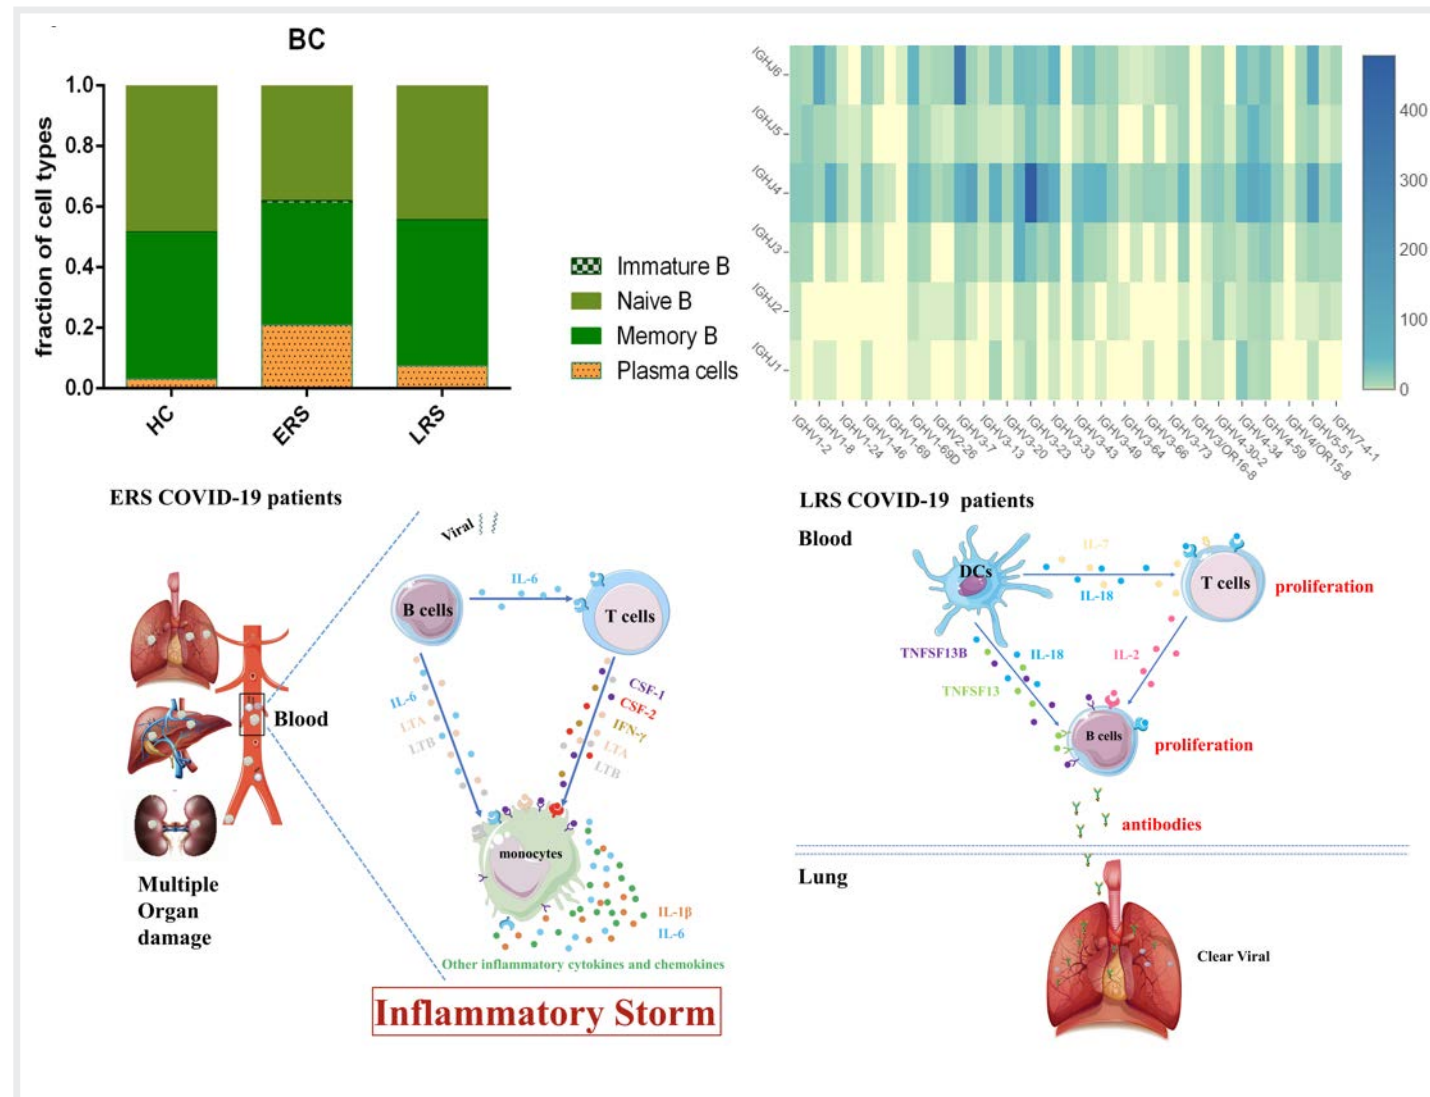 BC
fraction of cell types
1.0
0.8
0.6
0.4
0.2
0.0
HC
ERS
LRS
Immature B
Naive B
Memory B
Plasma cells
IGHJ6
IGHJ5
IGHJ4
IGHJ3
IGHJ2
IGHJ1
IGHV1-2
IGHV1-8
IGHV1-24
IGHV1-46
IGHV1-69
IGHV1-69D
IGHV2-26
IGHV3-7
IGHV3-13
IGHV3-20
IGHV3-23
IGHV3-33
IGHV3-43
IGHV3-49
IGHV3-64
IGHV3-66
IGHV3-73
IGHV3/OR16-8
IGHV4-30-2
IGHV4-34
IGHV4-59
IGHV4/OR15-8
IGHV5-51
IGHV7-4-1
400
300
200
100
0
ERS COVID-19 patients
Viral
B cells
IL-6
T cells
IL-6
LTA
LTB
CSF-1
CSF-2
IFN-γ
LTA
LTB
Blood
monocytes
Multiple
Organ
damage
IL-1β
IL-6
Other inflammatory cytokines and chemokines
Inflammatory Storm
LRS COVID-19 patients
Blood
DCs
IL-7
IL-18
T cells
proliferation
TNFSF13B
IL-18
IL-2
TNFSF13
B cells
proliferation
antibodies
Lung
Clear Viral